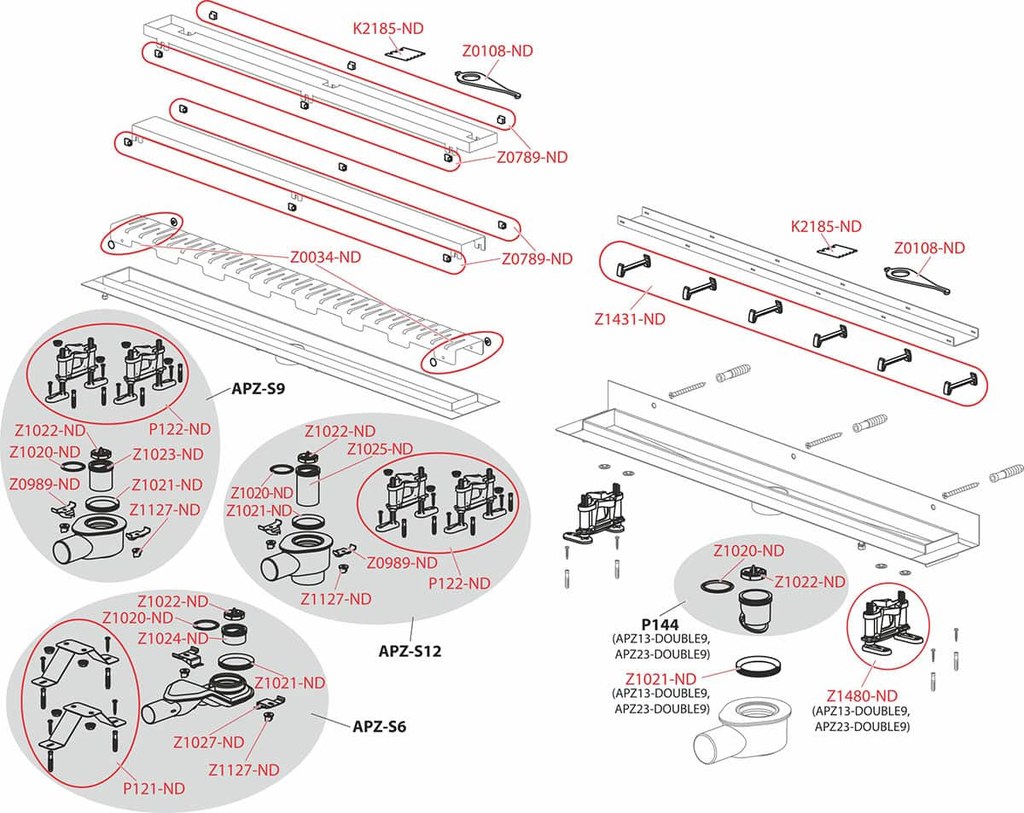 K2185-ND
Z0108-ND
Z0789-ND
Z0789-ND
Z0034-ND
K2185-ND
Z0108-ND
Z1431-ND
APZ-S9
P122-ND
Z1022-ND
Z1020-ND
Z1023-ND
Z0989-ND
Z1021-ND
Z1127-ND
Z1022-ND
Z1025-ND
Z1020-ND
Z1021-ND
Z0989-ND
P122-ND
Z1127-ND
APZ-S12
Z1022-ND
Z1020-ND
Z1024-ND
Z1021-ND
Z1027-ND
Z1127-ND
P121-ND
APZ-S6
Z1020-ND
Z1022-ND
P144
(APZ13-DOUBLE9,
APZ23-DOUBLE9)
Z1021-ND
(APZ13-DOUBLE9,
APZ23-DOUBLE9)
Z1480-ND
(APZ13-DOUBLE9,
APZ23-DOUBLE9)